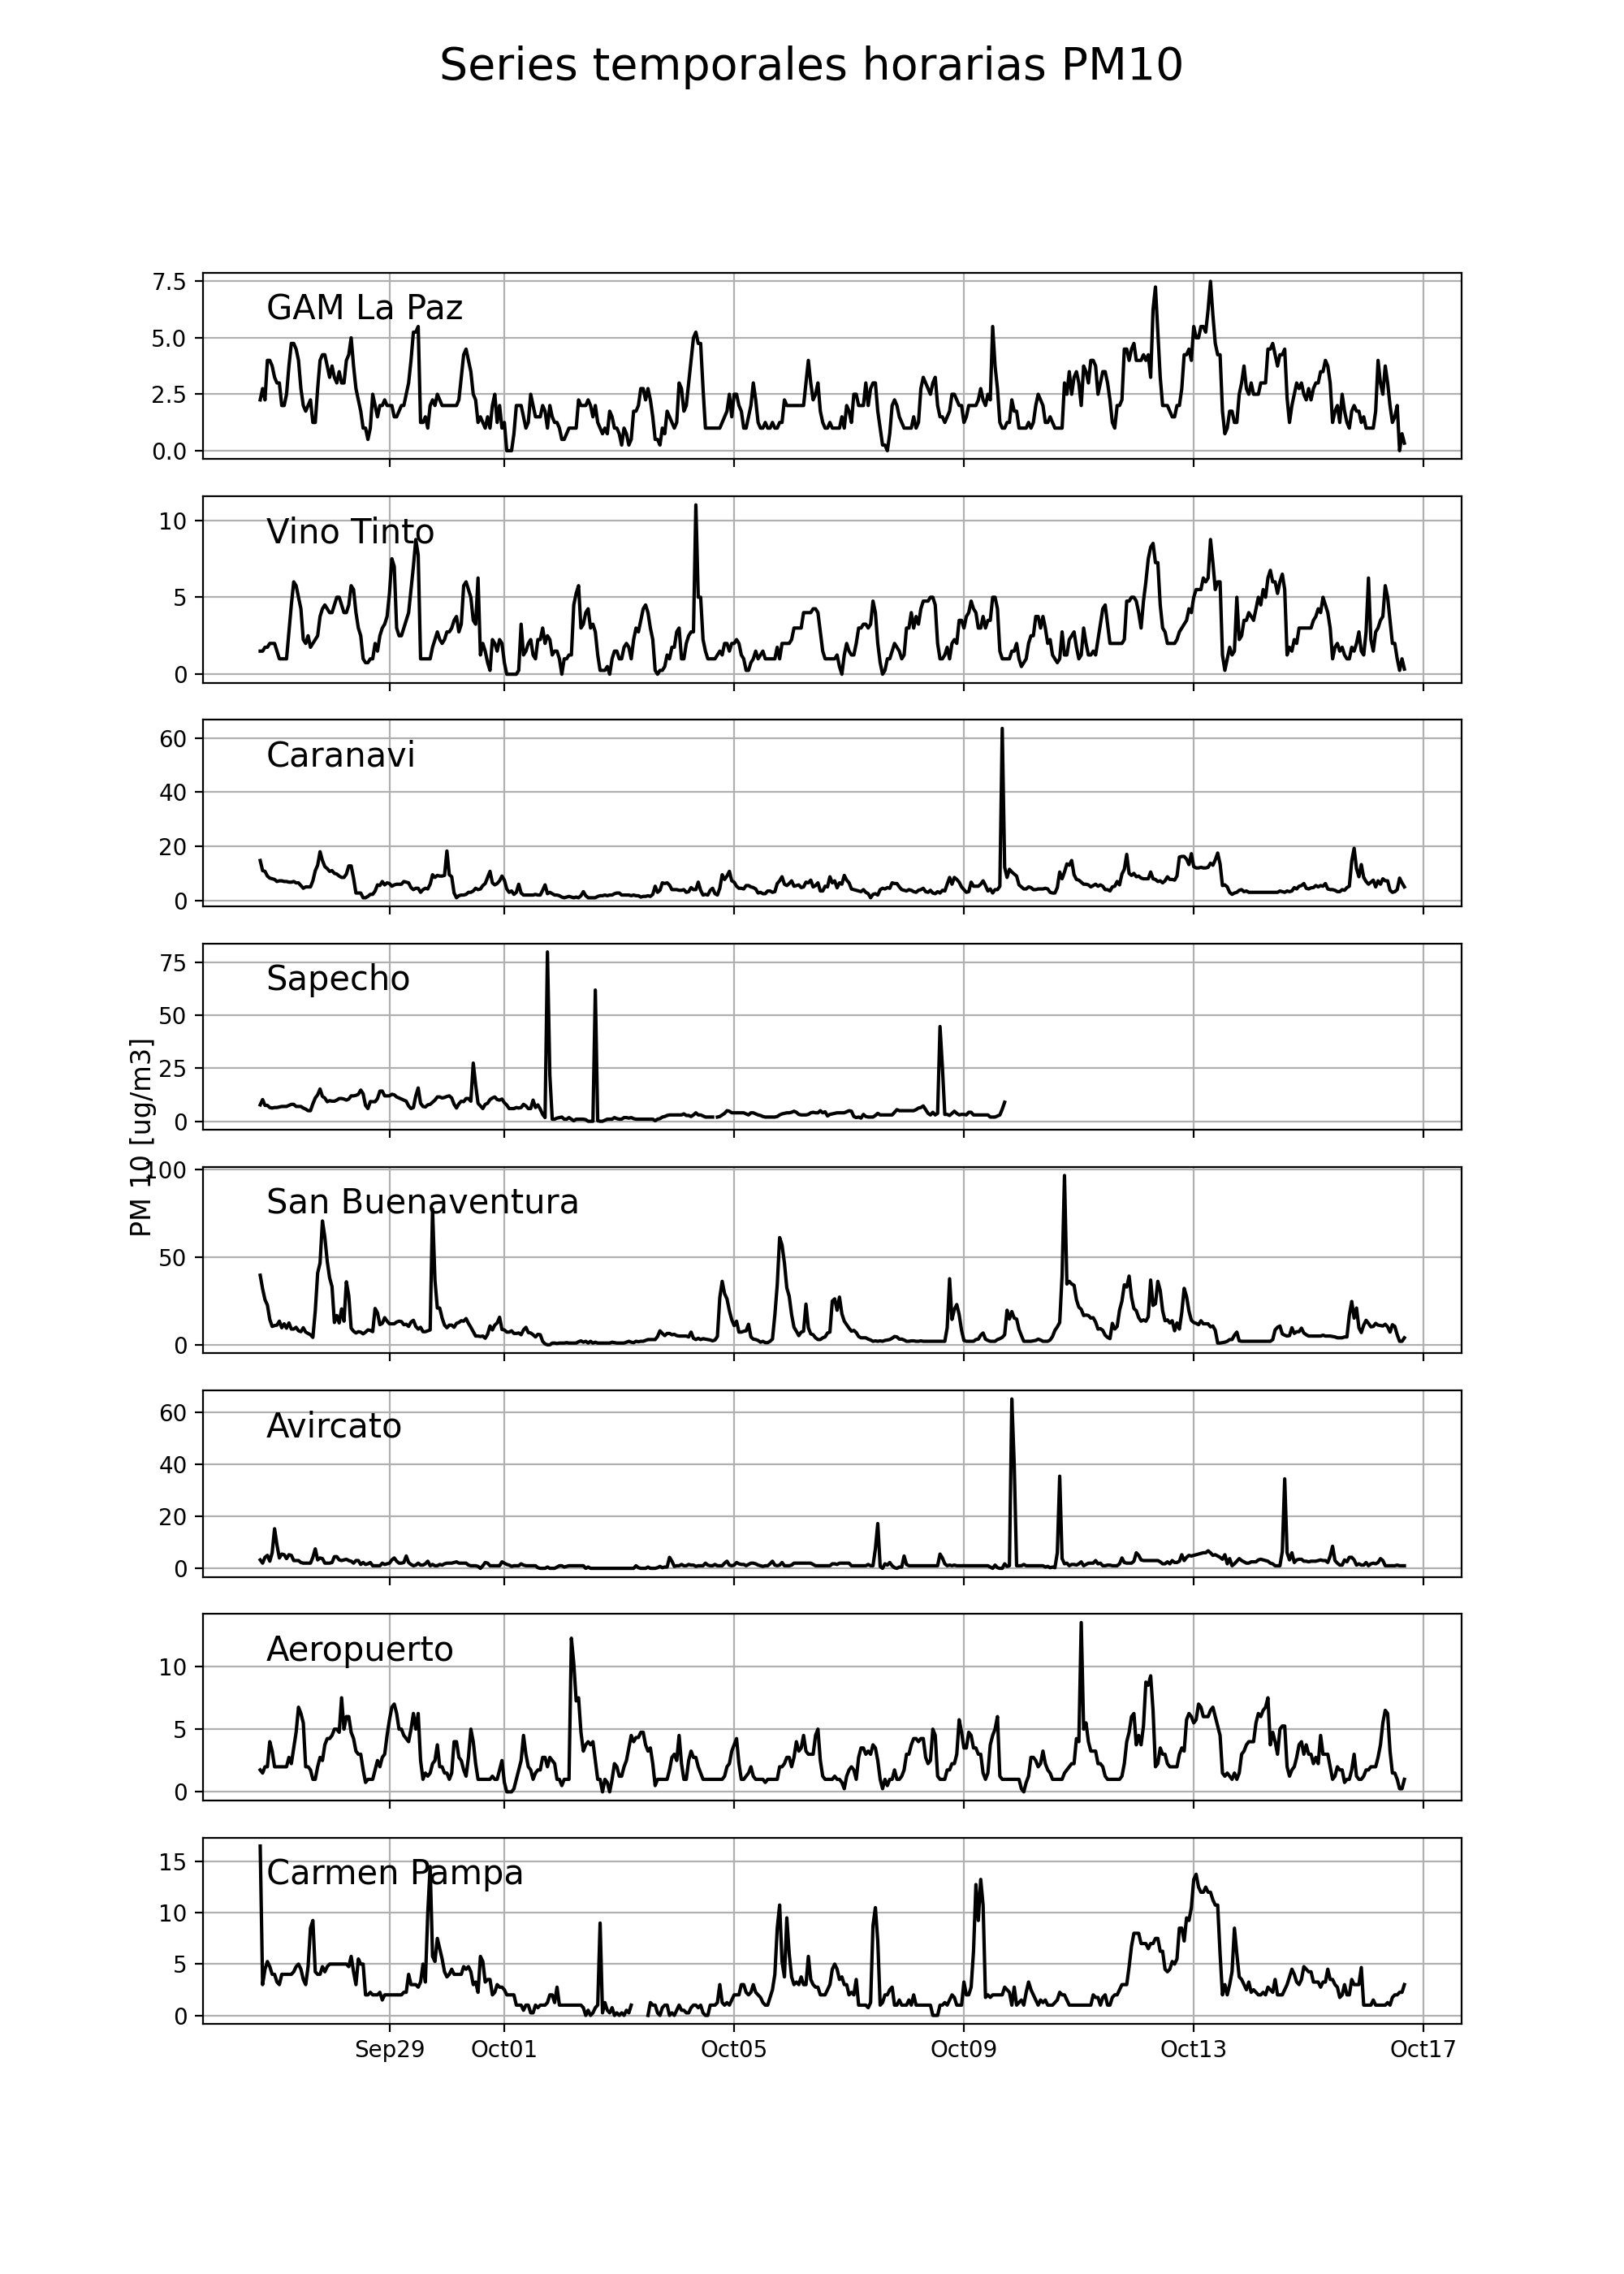 Series temporales horarias PM10
7.5
5.0
2.5
0.0
GAM La Paz
10
5
0
Vino Tinto
60
40
20
0
Caranavi
75
50
25
0
Sapecho
PM 10 [ug/m3]
100
50
0
San Buenaventura
60
40
20
0
Avircato
10
5
0
Aeropuerto
15
10
5
0
Carmen Pampa
Sep29 Oct01 Oct05 Oct09 Oct13 Oct17